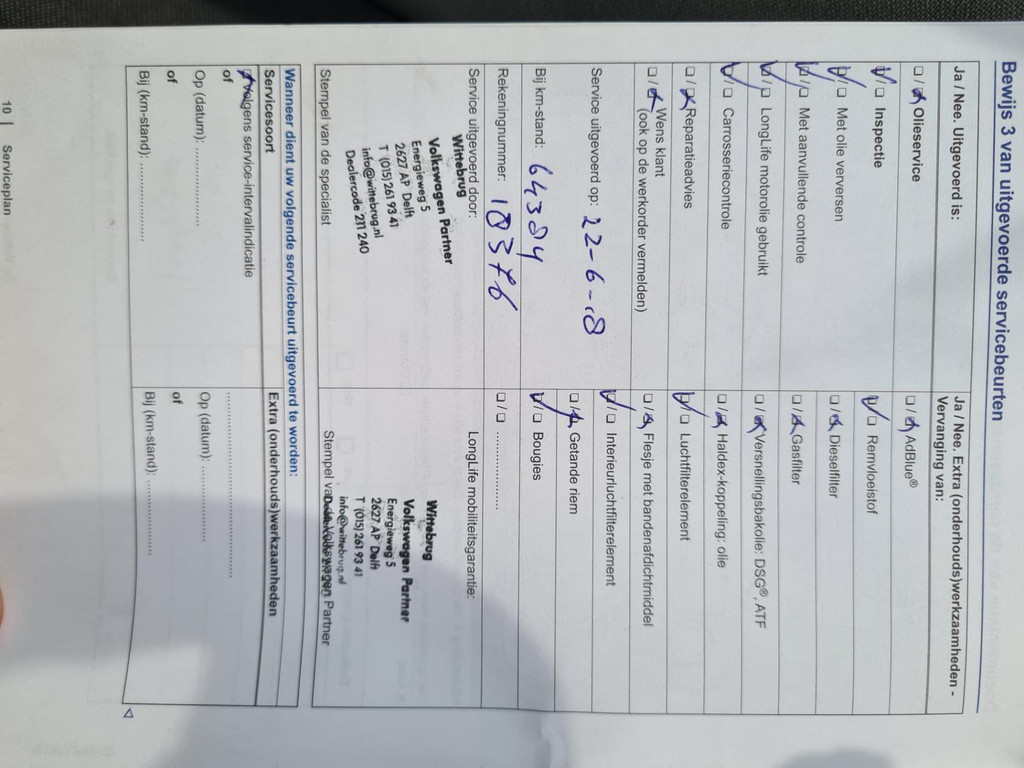 Bewijs 3 van uitgevoerde servicebeurten
Ja / Nee. Uitgevoerd is:
☐ / ☒ Olieservice
☑ / ☐ Inspectie
☑ / ☐ Met olie verversen
☑ / ☐ Met aanvullende controle
☑ / ☐ LongLife motorolie gebruikt
☑ / ☐ Carrosseriecontrole
☐ / ☒ Reparatieadvies
☐ / ☒ Wens klant
(ook op de werkorder vermelden)
Service uitgevoerd op: 22-6-18
Bij km-stand: 64384
Rekeningnummer: 10376
Service uitgevoerd door:
Wittebrug
Volkswagen Partner
Energieweg 5
2627 AP Delft
T (015) 261 93 41
info@wittebrug.nl
Dealercode 211 240
Stempel van de specialist
Ja / Nee. Extra (onderhouds)werkzaamheden -
Vervanging van:
☐ / ☒ AdBlue®
☑ / ☐ Remvloeistof
☐ / ☒ Dieselfilter
☐ / ☒ Gasfilter
☐ / ☒ Versnellingsbakolie: DSG®, ATF
☐ / ☒ Haldex-koppeling: olie
☑ / ☐ Luchtfilterelement
☐ / ☒ Flesje met bandenafdichtmiddel
☑ / ☐ Interieurluchtfilterelement
☐ / ☒ Getande riem
☑ / ☐ Bougies
☐ / ☐ ................
LongLife mobiliteitsgarantie:
Wittebrug
Volkswagen Partner
Energieweg 5
2627 AP Delft
T (015) 261 93 41
info@wittebrug.nl
Stempel van de Volkswagen Partner
Wanneer dient uw volgende servicebeurt uitgevoerd te worden:
Servicesoort
☒ Volgens service-intervalindicatie
of
Op (datum): ....................
of
Bij (km-stand): ....................
Extra (onderhouds)werkzaamheden
........................................
Op (datum): ....................
of
Bij (km-stand): ....................
10 | Serviceplan